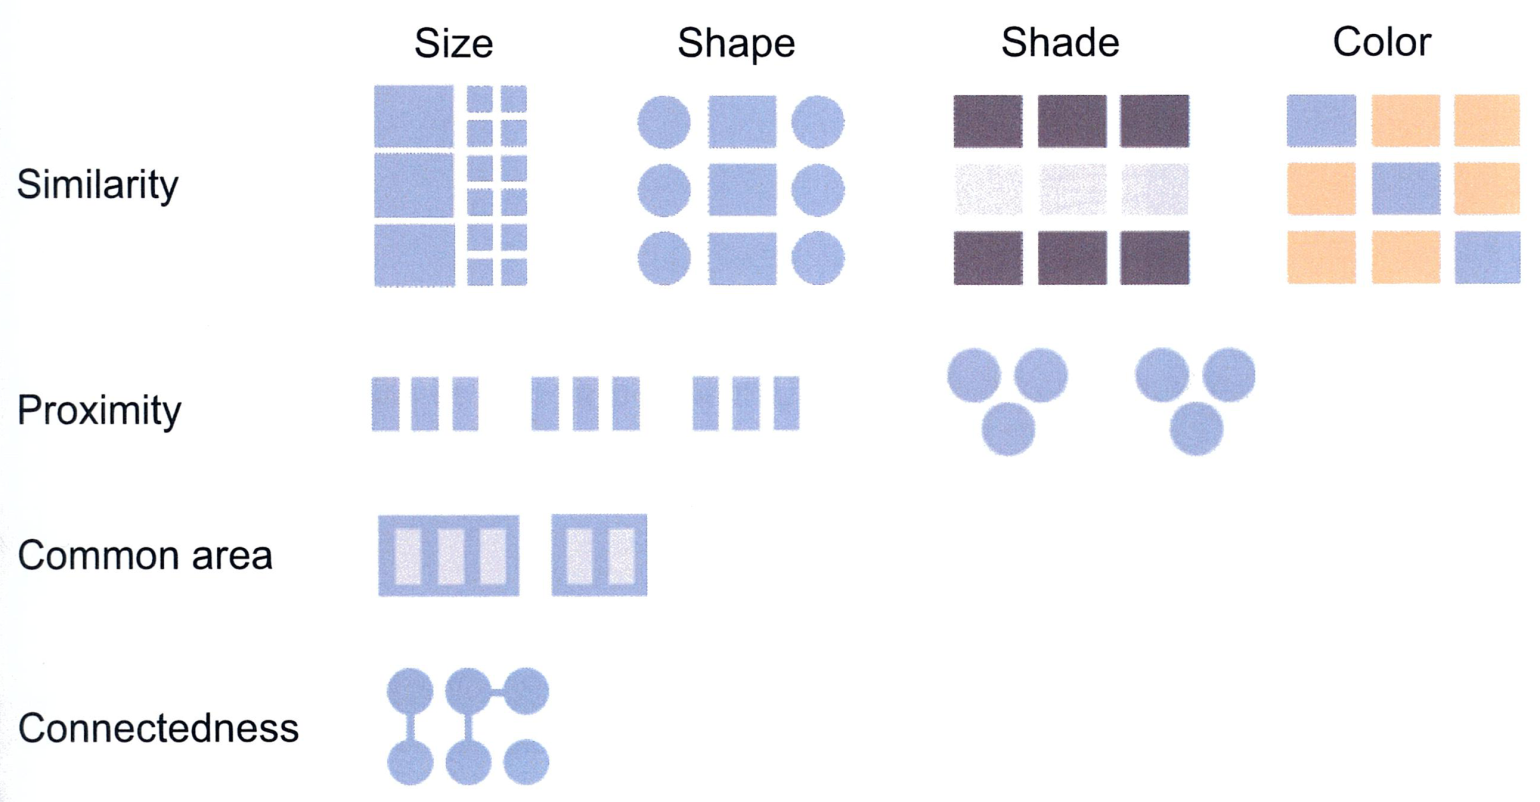 Size Shape Shade Color
Similarity
Proximity
Common area
Connectedness